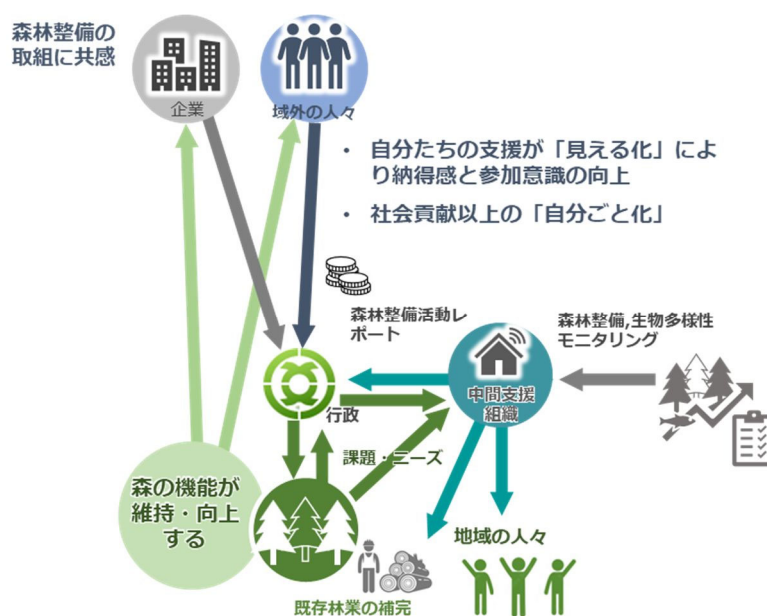 森林整備の
取組に共感
企業
域外の人々
・ 自分たちの支援が「見える化」によ
り納得感と参加意識の向上
・ 社会貢献以上の「自分ごと化」
森林整備活動レ
ポート
森林整備,生物多様性
モニタリング
中間支援
組織
行政
課題・ニーズ
森の機能が
維持・向上
する
地域の人々
既存林業の補完